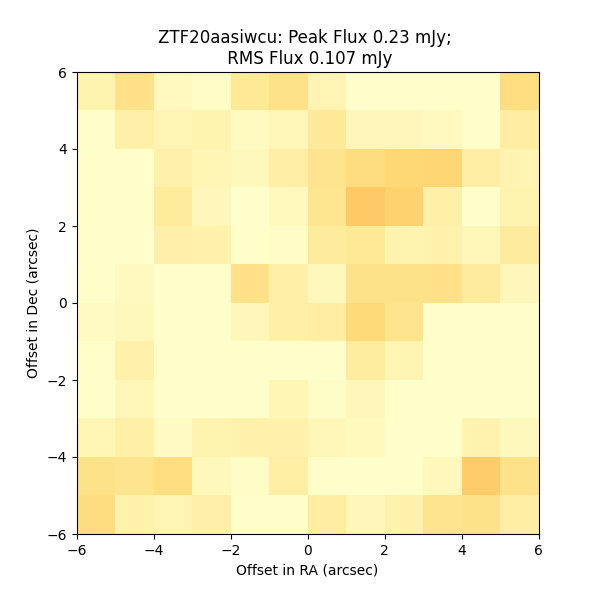 ZTF20aasiwcu: Peak Flux 0.23 mJy;
RMS Flux 0.107 mJy
6
4
2
0
−2
−4
−6
Offset in Dec (arcsec)
−6 −4 −2 0 2 4 6
Offset in RA (arcsec)